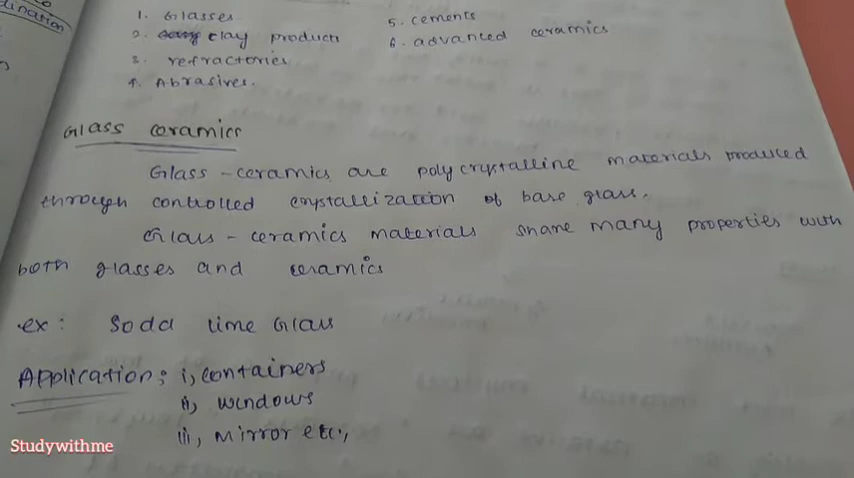 dination
1. Glasses
2. clay products
3. refractories
4. Abrasives.
5. cements
6. advanced ceramics
Glass ceramics
Glass - ceramics are polycrystalline materials produced
through controlled crystallization of base glass.
Glass - ceramics materials share many properties with
both glasses and ceramics
ex: Soda lime Glass
Application: i, containers
ii, windows
iii, mirror etc.,
Studywithme